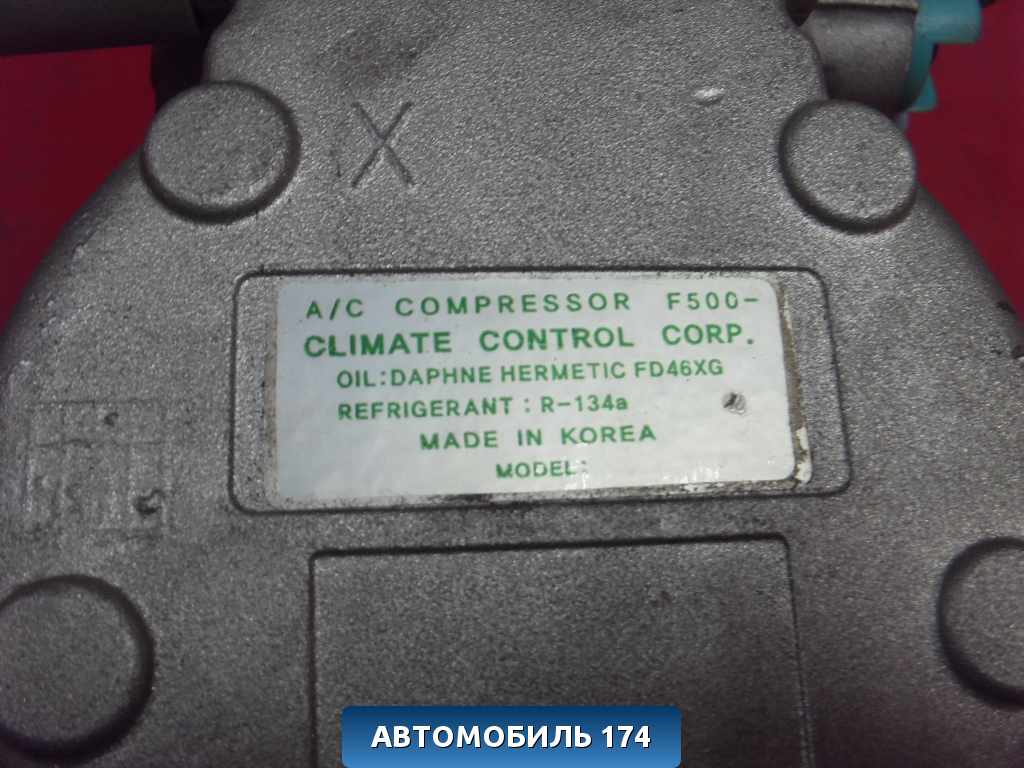 X
A/C COMPRESSOR F500-
CLIMATE CONTROL CORP.
OIL:DAPHNE HERMETIC FD46XG
REFRIGERANT : R-134a
MADE IN KOREA
MODEL:
АВТОМОБИЛЬ 174